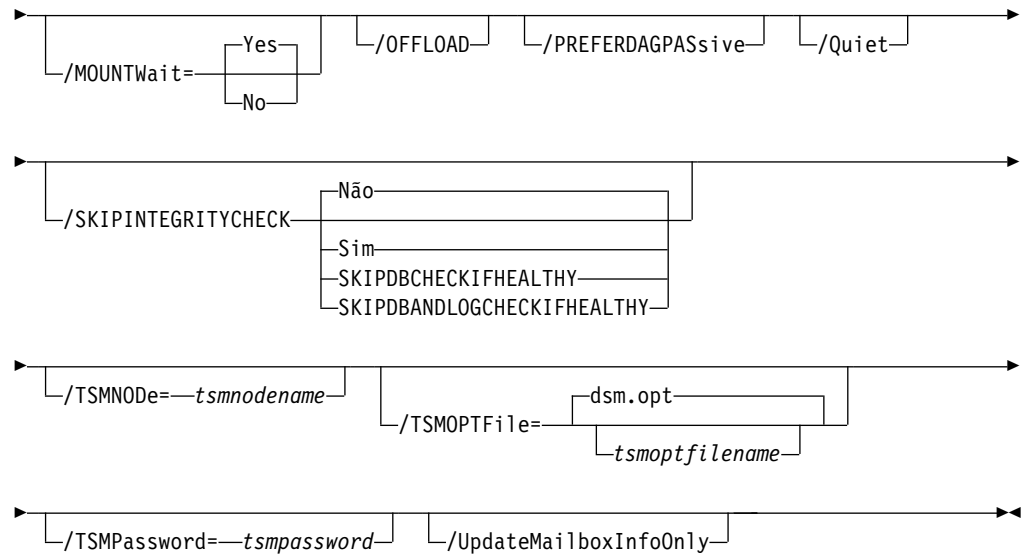 /MOUNTWait= Yes /OFFLOAD /PREFERDAGPASsive /Quiet
No
/SKIPINTEGRITYCHECK Não
Sim
SKIPDBCHECKIFHEALTHY
SKIPDBANDLOGCHECKIFHEALTHY
/TSMNODe= tsmnodename /TSMOPTFile= dsm.opt
tsmoptfilename
/TSMPassword= tsmpassword /UpdateMailboxInfoOnly